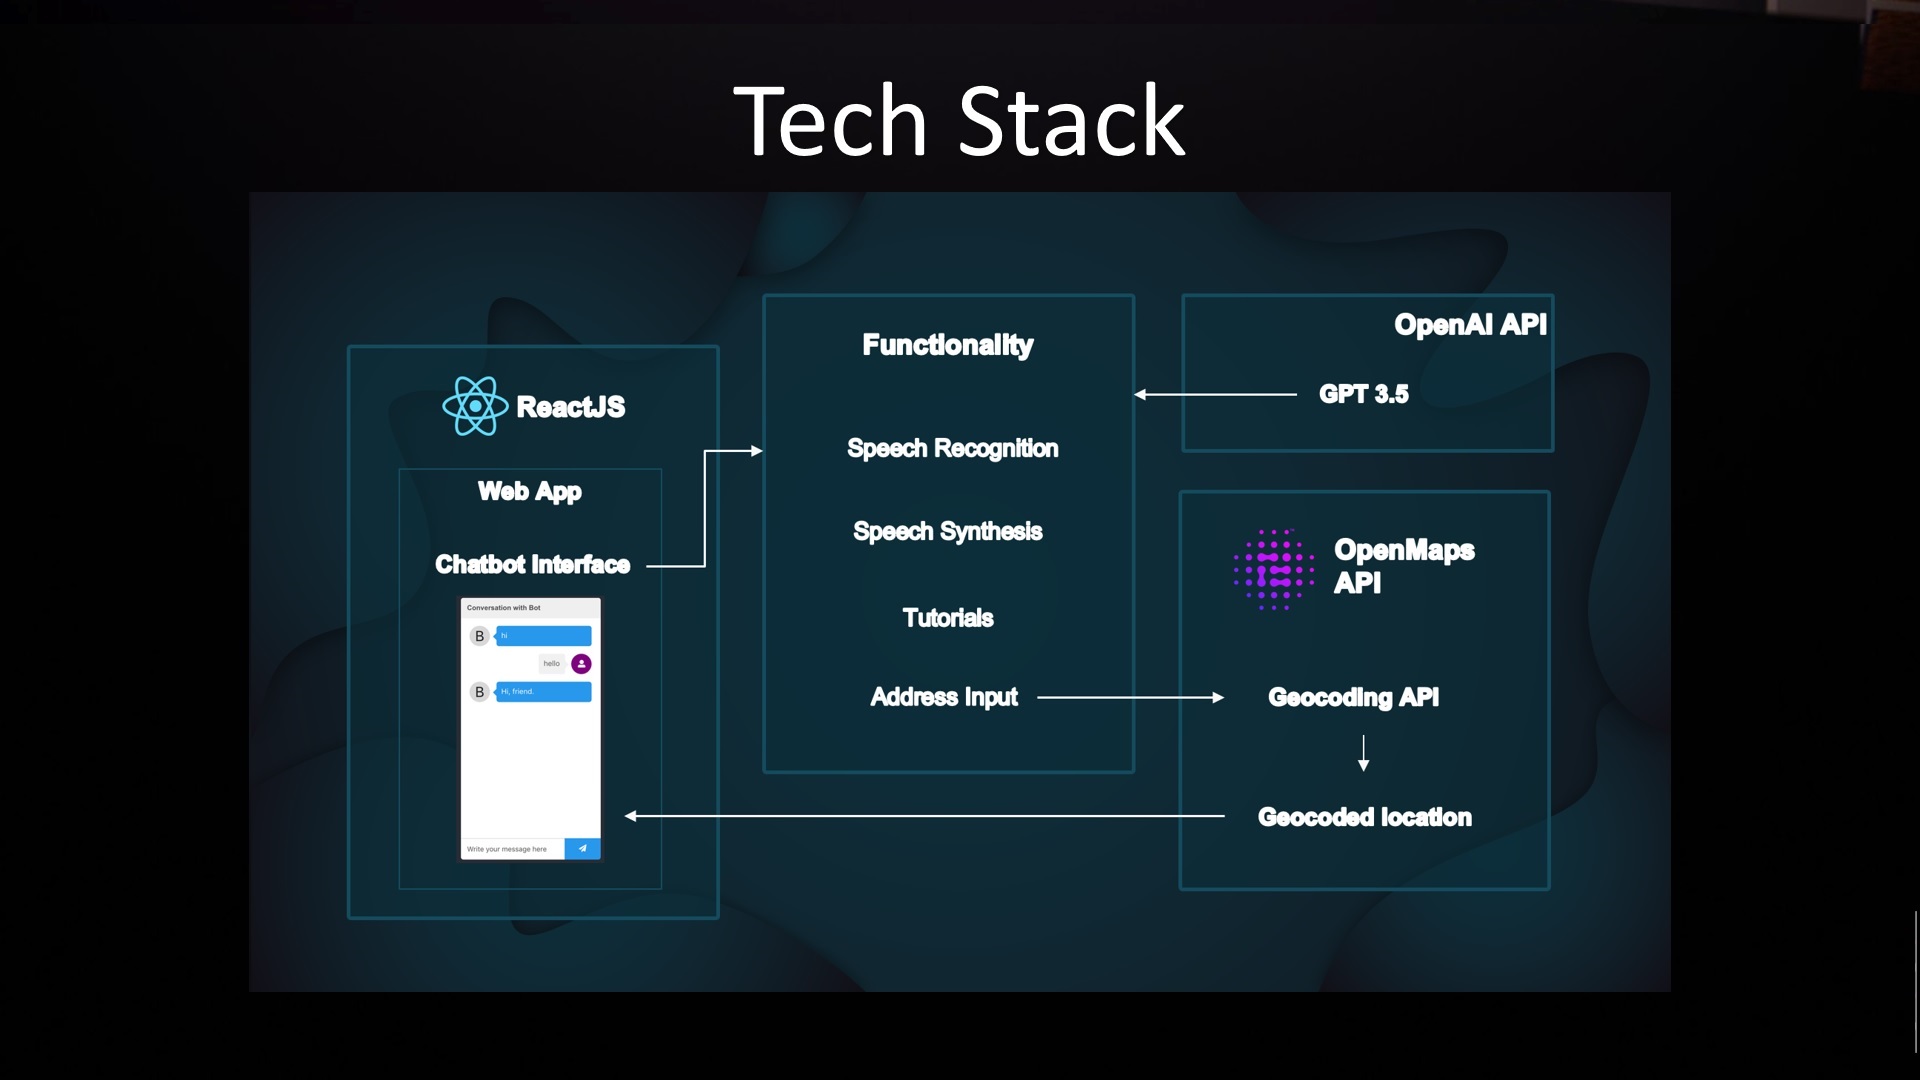 Tech Stack
ReactJS
Web App
Chatbot Interface
Conversation with Bot
B
hi
hello
B
Hi, friend.
Write your message here
Functionality
Speech Recognition
Speech Synthesis
Tutorials
Address Input
OpenAI API
GPT 3.5
OpenMaps
API
Geocoding API
Geocoded location